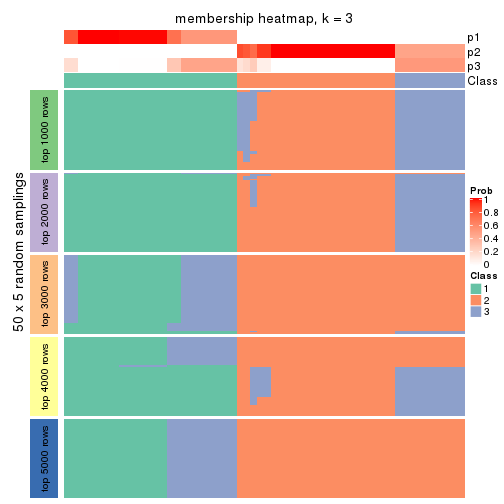 membership heatmap, k = 3
p1
p2
p3
Class
50 x 5 random samplings
top 1000 rows
top 2000 rows
top 3000 rows
top 4000 rows
top 5000 rows
Prob
1
0.8
0.6
0.4
0.2
0
Class
1
2
3